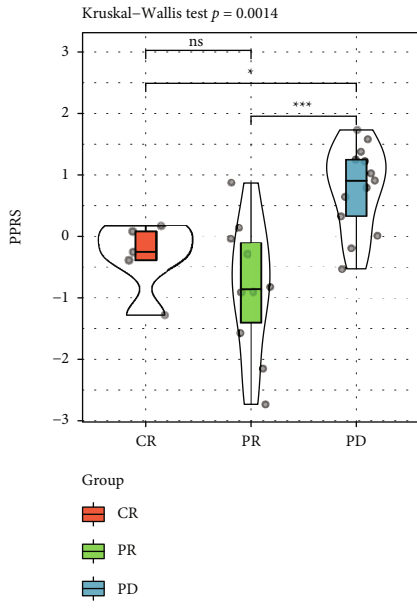 Kruskal–Wallis test p = 0.0014
ns
*
***
3
2
1
0
−1
−2
−3
PPRS
CR PR PD
Group
CR
PR
PD